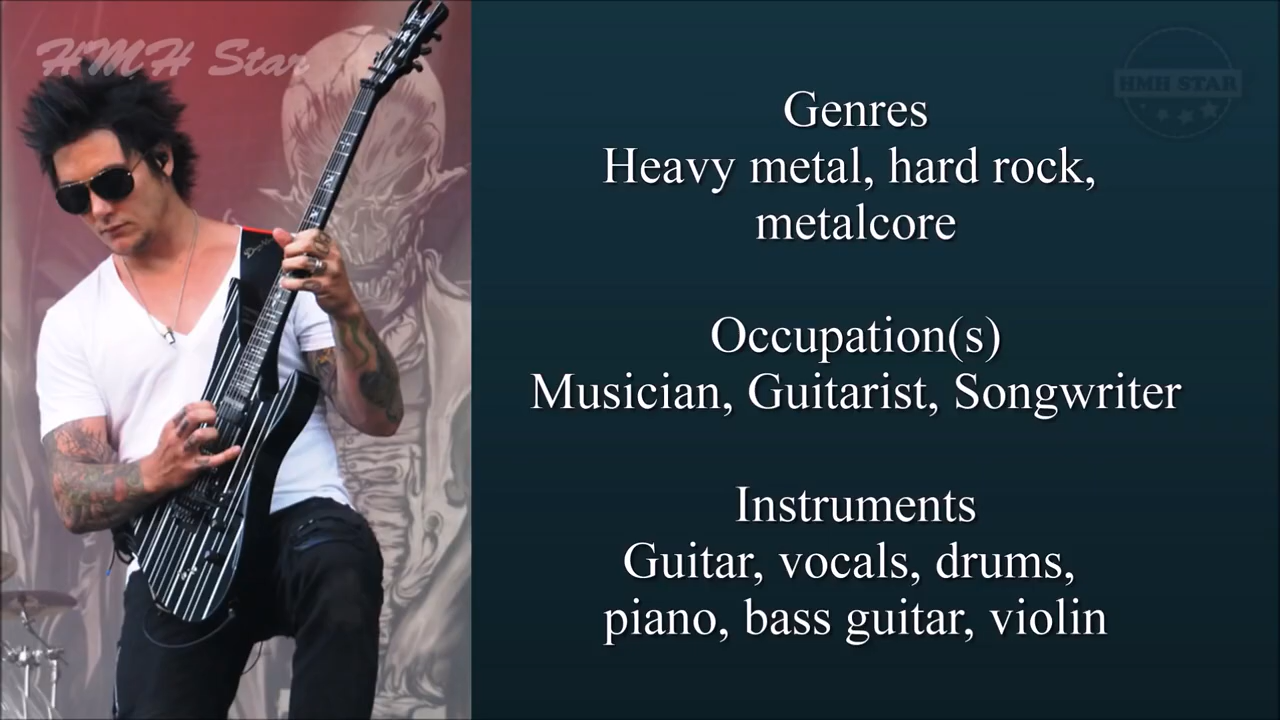 HMH Star
HMH STAR
Genres
Heavy metal, hard rock,
metalcore
Occupation(s)
Musician, Guitarist, Songwriter
Instruments
Guitar, vocals, drums,
piano, bass guitar, violin